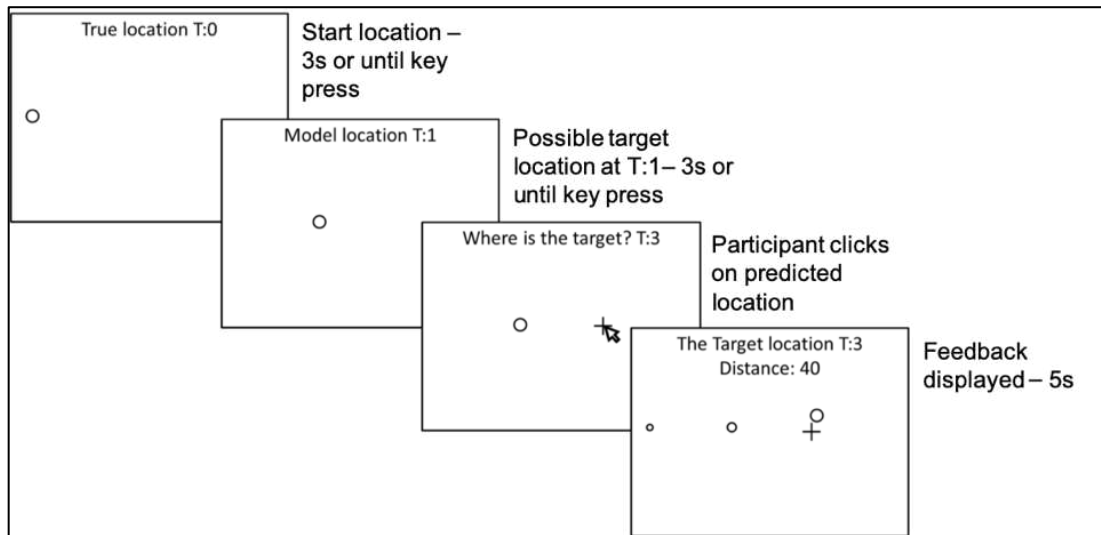 True location T:0
Start location –
3s or until key
press
Model location T:1
Possible target
location at T:1– 3s or
until key press
Where is the target? T:3
Participant clicks
on predicted
location
The Target location T:3
Distance: 40
Feedback
displayed – 5s